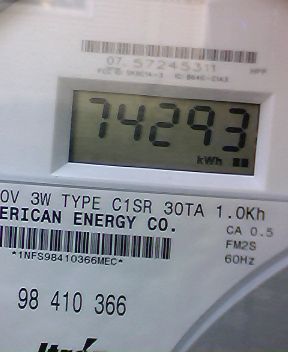 07 57245311
74293
kWh
0V 3W TYPE C1SR 30TA 1.0Kh
ERICAN ENERGY CO.
CA 0.5
FM2S
60Hz
*1NFS98410366MEC*
98 410 366